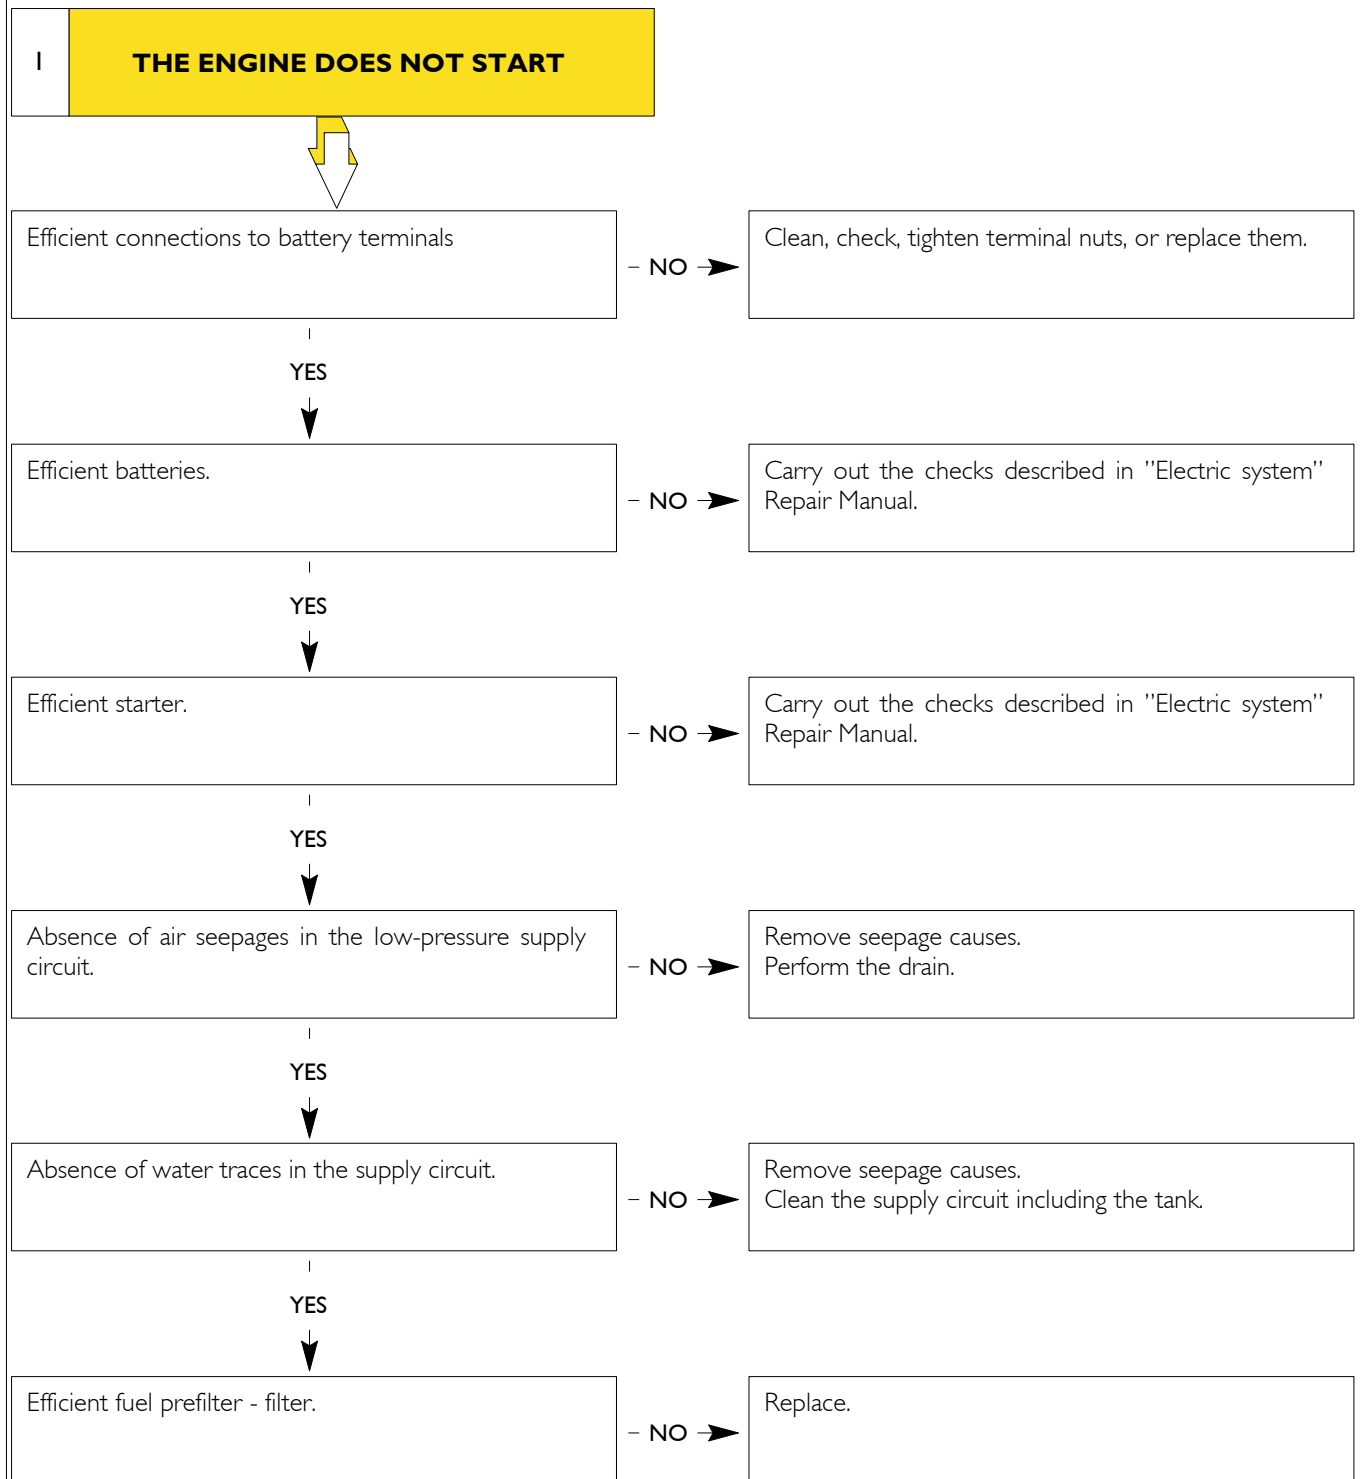 1
THE ENGINE DOES NOT START
Efficient connections to battery terminals
NO
Clean, check, tighten terminal nuts, or replace them.
YES
Efficient batteries.
NO
Carry out the checks described in ”Electric system”
Repair Manual.
YES
Efficient starter.
NO
Carry out the checks described in ”Electric system”
Repair Manual.
YES
Absence of air seepages in the low-pressure supply
circuit.
NO
Remove seepage causes.
Perform the drain.
YES
Absence of water traces in the supply circuit.
NO
Remove seepage causes.
Clean the supply circuit including the tank.
YES
Efficient fuel prefilter - filter.
NO
Replace.